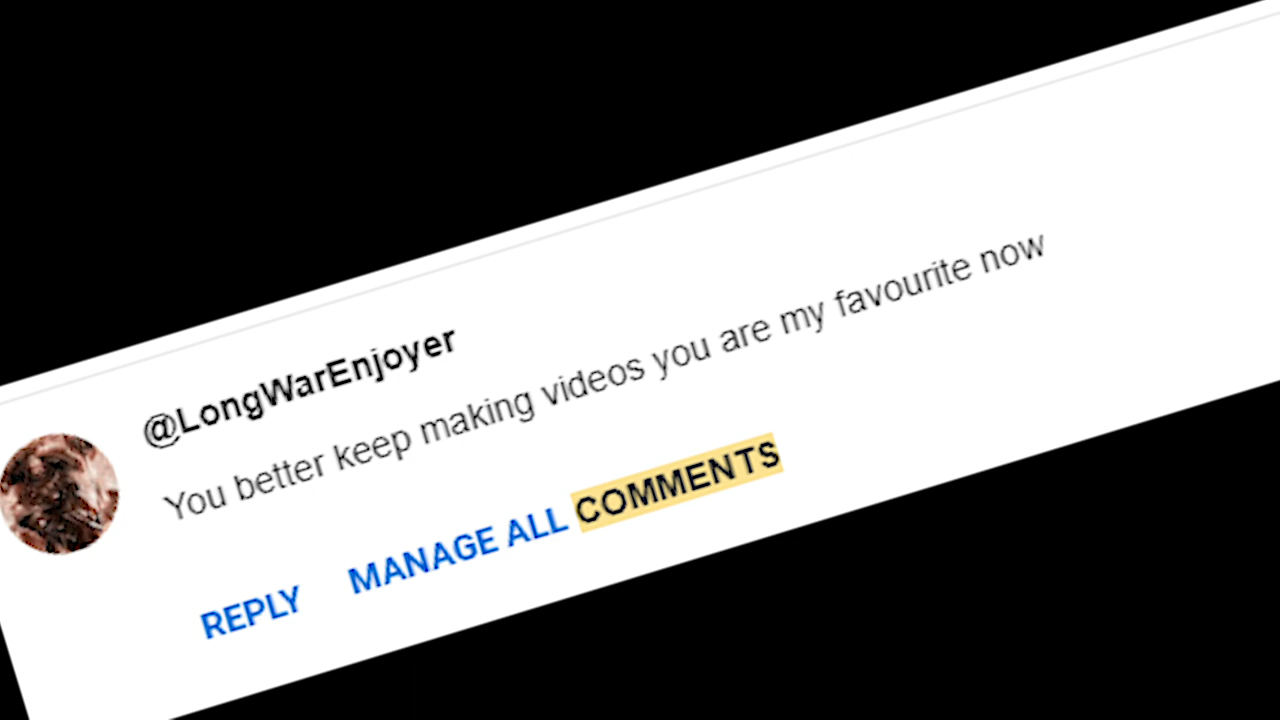 @LongWarEnjoyer
You better keep making videos you are my favourite now
REPLY MANAGE ALL COMMENTS